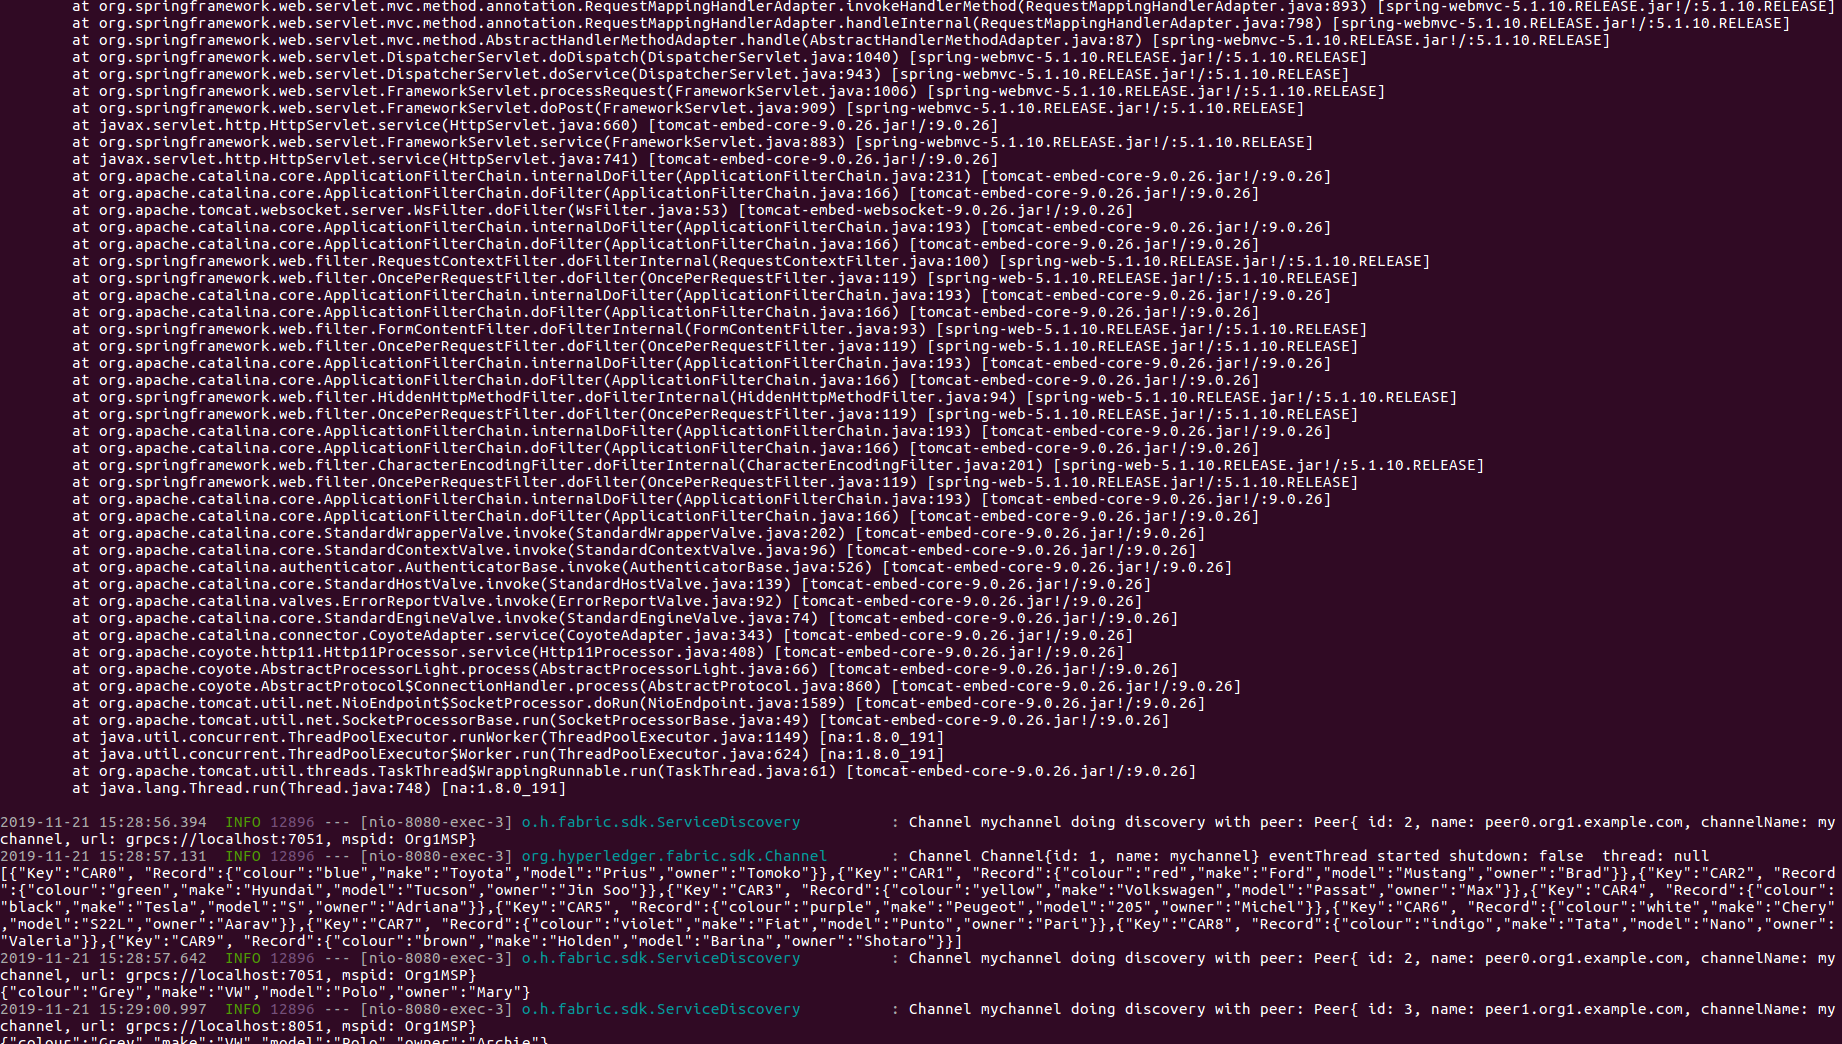 at org.springframework.web.servlet.mvc.method.annotation.RequestMappingHandlerAdapter.invokeHandlerMethod(RequestMappingHandlerAdapter.java:893) [spring-webmvc-5.1.10.RELEASE.jar!/:5.1.10.RELEASE]
at org.springframework.web.servlet.mvc.method.annotation.RequestMappingHandlerAdapter.handleInternal(RequestMappingHandlerAdapter.java:798) [spring-webmvc-5.1.10.RELEASE.jar!/:5.1.10.RELEASE]
at org.springframework.web.servlet.mvc.method.AbstractHandlerMethodAdapter.handle(AbstractHandlerMethodAdapter.java:87) [spring-webmvc-5.1.10.RELEASE.jar!/:5.1.10.RELEASE]
at org.springframework.web.servlet.DispatcherServlet.doDispatch(DispatcherServlet.java:1040) [spring-webmvc-5.1.10.RELEASE.jar!/:5.1.10.RELEASE]
at org.springframework.web.servlet.DispatcherServlet.doService(DispatcherServlet.java:943) [spring-webmvc-5.1.10.RELEASE.jar!/:5.1.10.RELEASE]
at org.springframework.web.servlet.FrameworkServlet.processRequest(FrameworkServlet.java:1006) [spring-webmvc-5.1.10.RELEASE.jar!/:5.1.10.RELEASE]
at org.springframework.web.servlet.FrameworkServlet.doPost(FrameworkServlet.java:909) [spring-webmvc-5.1.10.RELEASE.jar!/:5.1.10.RELEASE]
at javax.servlet.http.HttpServlet.service(HttpServlet.java:660) [tomcat-embed-core-9.0.26.jar!/:9.0.26]
at org.springframework.web.servlet.FrameworkServlet.service(FrameworkServlet.java:883) [spring-webmvc-5.1.10.RELEASE.jar!/:5.1.10.RELEASE]
at javax.servlet.http.HttpServlet.service(HttpServlet.java:741) [tomcat-embed-core-9.0.26.jar!/:9.0.26]
at org.apache.catalina.core.ApplicationFilterChain.internalDoFilter(ApplicationFilterChain.java:231) [tomcat-embed-core-9.0.26.jar!/:9.0.26]
at org.apache.catalina.core.ApplicationFilterChain.doFilter(ApplicationFilterChain.java:166) [tomcat-embed-core-9.0.26.jar!/:9.0.26]
at org.apache.tomcat.websocket.server.WsFilter.doFilter(WsFilter.java:53) [tomcat-embed-websocket-9.0.26.jar!/:9.0.26]
at org.apache.catalina.core.ApplicationFilterChain.internalDoFilter(ApplicationFilterChain.java:193) [tomcat-embed-core-9.0.26.jar!/:9.0.26]
at org.apache.catalina.core.ApplicationFilterChain.doFilter(ApplicationFilterChain.java:166) [tomcat-embed-core-9.0.26.jar!/:9.0.26]
at org.springframework.web.filter.RequestContextFilter.doFilterInternal(RequestContextFilter.java:100) [spring-web-5.1.10.RELEASE.jar!/:5.1.10.RELEASE]
at org.springframework.web.filter.OncePerRequestFilter.doFilter(OncePerRequestFilter.java:119) [spring-web-5.1.10.RELEASE.jar!/:5.1.10.RELEASE]
at org.apache.catalina.core.ApplicationFilterChain.internalDoFilter(ApplicationFilterChain.java:193) [tomcat-embed-core-9.0.26.jar!/:9.0.26]
at org.apache.catalina.core.ApplicationFilterChain.doFilter(ApplicationFilterChain.java:166) [tomcat-embed-core-9.0.26.jar!/:9.0.26]
at org.springframework.web.filter.FormContentFilter.doFilterInternal(FormContentFilter.java:93) [spring-web-5.1.10.RELEASE.jar!/:5.1.10.RELEASE]
at org.springframework.web.filter.OncePerRequestFilter.doFilter(OncePerRequestFilter.java:119) [spring-web-5.1.10.RELEASE.jar!/:5.1.10.RELEASE]
at org.apache.catalina.core.ApplicationFilterChain.internalDoFilter(ApplicationFilterChain.java:193) [tomcat-embed-core-9.0.26.jar!/:9.0.26]
at org.apache.catalina.core.ApplicationFilterChain.doFilter(ApplicationFilterChain.java:166) [tomcat-embed-core-9.0.26.jar!/:9.0.26]
at org.springframework.web.filter.HiddenHttpMethodFilter.doFilterInternal(HiddenHttpMethodFilter.java:94) [spring-web-5.1.10.RELEASE.jar!/:5.1.10.RELEASE]
at org.springframework.web.filter.OncePerRequestFilter.doFilter(OncePerRequestFilter.java:119) [spring-web-5.1.10.RELEASE.jar!/:5.1.10.RELEASE]
at org.apache.catalina.core.ApplicationFilterChain.internalDoFilter(ApplicationFilterChain.java:193) [tomcat-embed-core-9.0.26.jar!/:9.0.26]
at org.apache.catalina.core.ApplicationFilterChain.doFilter(ApplicationFilterChain.java:166) [tomcat-embed-core-9.0.26.jar!/:9.0.26]
at org.springframework.web.filter.CharacterEncodingFilter.doFilterInternal(CharacterEncodingFilter.java:201) [spring-web-5.1.10.RELEASE.jar!/:5.1.10.RELEASE]
at org.springframework.web.filter.OncePerRequestFilter.doFilter(OncePerRequestFilter.java:119) [spring-web-5.1.10.RELEASE.jar!/:5.1.10.RELEASE]
at org.apache.catalina.core.ApplicationFilterChain.internalDoFilter(ApplicationFilterChain.java:193) [tomcat-embed-core-9.0.26.jar!/:9.0.26]
at org.apache.catalina.core.ApplicationFilterChain.doFilter(ApplicationFilterChain.java:166) [tomcat-embed-core-9.0.26.jar!/:9.0.26]
at org.apache.catalina.core.StandardWrapperValve.invoke(StandardWrapperValve.java:202) [tomcat-embed-core-9.0.26.jar!/:9.0.26]
at org.apache.catalina.core.StandardContextValve.invoke(StandardContextValve.java:96) [tomcat-embed-core-9.0.26.jar!/:9.0.26]
at org.apache.catalina.authenticator.AuthenticatorBase.invoke(AuthenticatorBase.java:526) [tomcat-embed-core-9.0.26.jar!/:9.0.26]
at org.apache.catalina.core.StandardHostValve.invoke(StandardHostValve.java:139) [tomcat-embed-core-9.0.26.jar!/:9.0.26]
at org.apache.catalina.valves.ErrorReportValve.invoke(ErrorReportValve.java:92) [tomcat-embed-core-9.0.26.jar!/:9.0.26]
at org.apache.catalina.core.StandardEngineValve.invoke(StandardEngineValve.java:74) [tomcat-embed-core-9.0.26.jar!/:9.0.26]
at org.apache.catalina.connector.CoyoteAdapter.service(CoyoteAdapter.java:343) [tomcat-embed-core-9.0.26.jar!/:9.0.26]
at org.apache.coyote.http11.Http11Processor.service(Http11Processor.java:408) [tomcat-embed-core-9.0.26.jar!/:9.0.26]
at org.apache.coyote.AbstractProcessorLight.process(AbstractProcessorLight.java:66) [tomcat-embed-core-9.0.26.jar!/:9.0.26]
at org.apache.coyote.AbstractProtocol$ConnectionHandler.process(AbstractProtocol.java:860) [tomcat-embed-core-9.0.26.jar!/:9.0.26]
at org.apache.tomcat.util.net.NioEndpoint$SocketProcessor.doRun(NioEndpoint.java:1589) [tomcat-embed-core-9.0.26.jar!/:9.0.26]
at org.apache.tomcat.util.net.SocketProcessorBase.run(SocketProcessorBase.java:49) [tomcat-embed-core-9.0.26.jar!/:9.0.26]
at java.util.concurrent.ThreadPoolExecutor.runWorker(ThreadPoolExecutor.java:1149) [na:1.8.0_191]
at java.util.concurrent.ThreadPoolExecutor$Worker.run(ThreadPoolExecutor.java:624) [na:1.8.0_191]
at org.apache.tomcat.util.threads.TaskThread$WrappingRunnable.run(TaskThread.java:61) [tomcat-embed-core-9.0.26.jar!/:9.0.26]
at java.lang.Thread.run(Thread.java:748) [na:1.8.0_191]
2019-11-21 15:28:56.394  INFO 12896 --- [nio-8080-exec-3] o.h.fabric.sdk.ServiceDiscovery          : Channel mychannel doing discovery with peer: Peer{ id: 2, name: peer0.org1.example.com, channelName: my
channel, url: grpcs://localhost:7051, mspid: Org1MSP}
2019-11-21 15:28:57.131  INFO 12896 --- [nio-8080-exec-3] org.hyperledger.fabric.sdk.Channel       : Channel Channel{id: 1, name: mychannel} eventThread started shutdown: false  thread: null
[{"Key":"CAR0", "Record":{"colour":"blue","make":"Toyota","model":"Prius","owner":"Tomoko"}},{"Key":"CAR1", "Record":{"colour":"red","make":"Ford","model":"Mustang","owner":"Brad"}},{"Key":"CAR2", "Record
":{"colour":"green","make":"Hyundai","model":"Tucson","owner":"Jin Soo"}},{"Key":"CAR3", "Record":{"colour":"yellow","make":"Volkswagen","model":"Passat","owner":"Max"}},{"Key":"CAR4", "Record":{"colour":
"black","make":"Tesla","model":"S","owner":"Adriana"}},{"Key":"CAR5", "Record":{"colour":"purple","make":"Peugeot","model":"205","owner":"Michel"}},{"Key":"CAR6", "Record":{"colour":"white","make":"Chery"
,"model":"S22L","owner":"Aarav"}},{"Key":"CAR7", "Record":{"colour":"violet","make":"Fiat","model":"Punto","owner":"Pari"}},{"Key":"CAR8", "Record":{"colour":"indigo","make":"Tata","model":"Nano","owner":
"Valeria"}},{"Key":"CAR9", "Record":{"colour":"brown","make":"Holden","model":"Barina","owner":"Shotaro"}}]
2019-11-21 15:28:57.642  INFO 12896 --- [nio-8080-exec-3] o.h.fabric.sdk.ServiceDiscovery          : Channel mychannel doing discovery with peer: Peer{ id: 2, name: peer0.org1.example.com, channelName: my
channel, url: grpcs://localhost:7051, mspid: Org1MSP}
{"colour":"Grey","make":"VW","model":"Polo","owner":"Mary"}
2019-11-21 15:29:00.997  INFO 12896 --- [nio-8080-exec-3] o.h.fabric.sdk.ServiceDiscovery          : Channel mychannel doing discovery with peer: Peer{ id: 3, name: peer1.org1.example.com, channelName: my
channel, url: grpcs://localhost:8051, mspid: Org1MSP}
{"colour":"Grey","make":"VW","model":"Polo","owner":"Archie"}